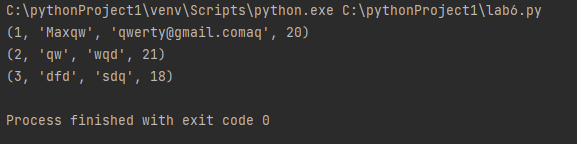 C:\pythonProject1\venv\Scripts\python.exe C:\pythonProject1\lab6.py
(1, 'Maxqw', 'qwerty@gmail.comaq', 20)
(2, 'qw', 'wqd', 21)
(3, 'dfd', 'sdq', 18)
Process finished with exit code 0